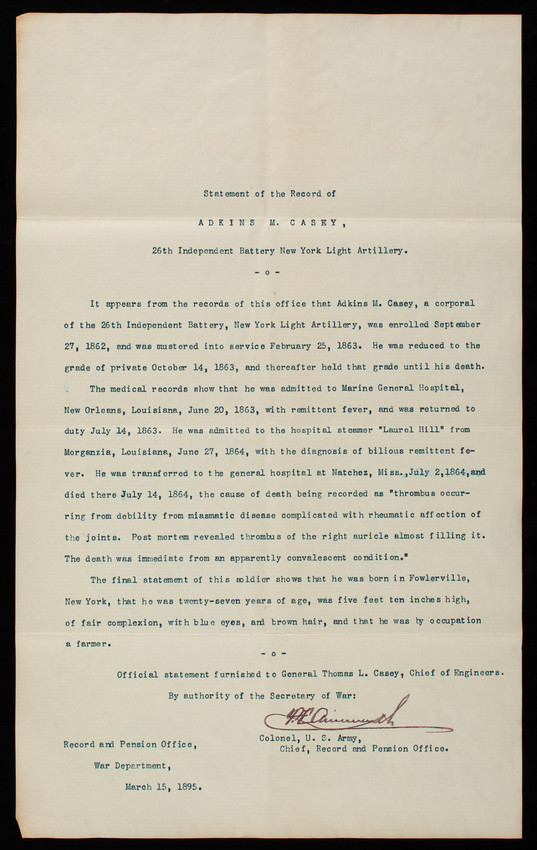 Statement of the Record of
ADKINS M. CASEY,
26th Independent Battery New York Light Artillery.
- o -
It appears from the records of this office that Adkins M. Casey, a corporal
of the 26th Independent Battery, New York Light Artillery, was enrolled September
27, 1862, and was mustered into service February 25, 1863. He was reduced to the
grade of private October 14, 1863, and thereafter held that grade until his death.
The medical records show that he was admitted to Marine General Hospital,
New Orleans, Louisiana, June 20, 1863, with remittent fever, and was returned to
duty July 14, 1863. He was admitted to the hospital steamer "Laurel Hill" from
Morganzia, Louisiana, June 27, 1864, with the diagnosis of bilious remittent fe-
ver. He was transferred to the general hospital at Natchez, Miss., July 2, 1864, and
died there July 14, 1864, the cause of death being recorded as "thrombus occur-
ring from debility from miasmatic disease complicated with rheumatic affection of
the joints. Post mortem revealed thrombus of the right auricle almost filling it.
The death was immediate from an apparently convalescent condition."
The final statement of this soldier shows that he was born in Fowlerville,
New York, that he was twenty-seven years of age, was five feet ten inches high,
of fair complexion, with blue eyes, and brown hair, and that he was by occupation
a farmer.
- o -
Official statement furnished to General Thomas L. Casey, Chief of Engineers.
By authority of the Secretary of War:
F. C. Ainsworth
Colonel, U. S. Army,
Chief, Record and Pension Office.
Record and Pension Office,
War Department,
March 15, 1895.